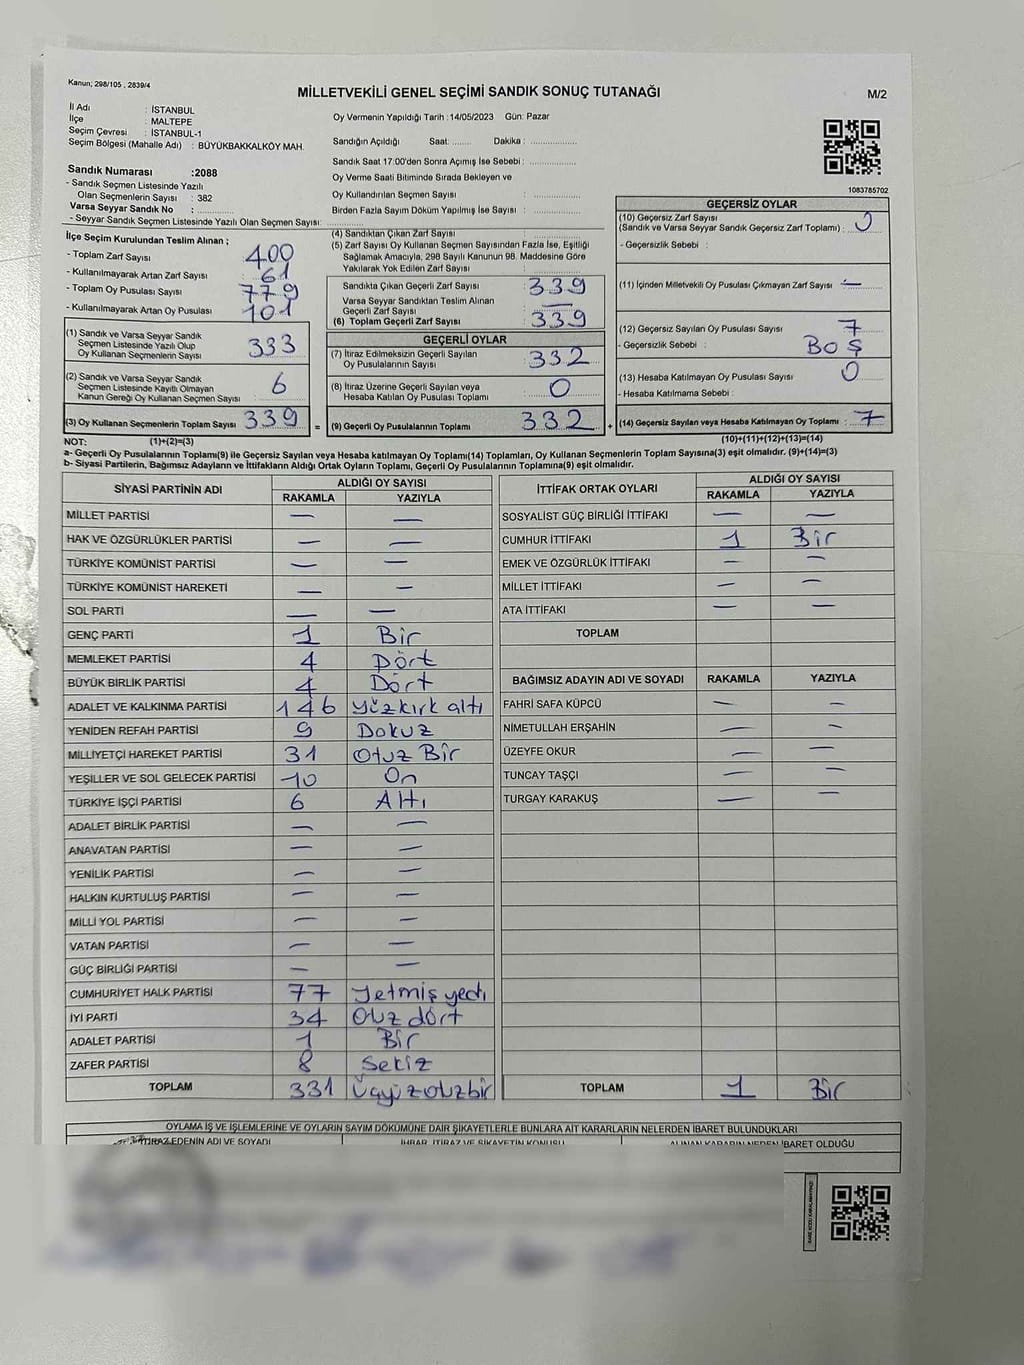 Kanun; 298/105 , 2839/4
MİLLETVEKİLİ GENEL SEÇİMİ SANDIK SONUÇ TUTANAĞI
M/2
İl Adı : İSTANBUL
İlçe : MALTEPE
Seçim Çevresi : İSTANBUL-1
Seçim Bölgesi (Mahalle Adı) : BÜYÜKBAKKALKÖY MAH.
Sandık Numarası :2088
- Sandık Seçmen Listesinde Yazılı
Olan Seçmenlerin Sayısı : 382
Varsa Seyyar Sandık No :
- Seyyar Sandık Seçmen Listesinde Yazılı Olan Seçmen Sayısı:
Oy Vermenin Yapıldığı Tarih :14/05/2023 Gün: Pazar
Sandığın Açıldığı Saat: Dakika :
Sandık Saat 17:00'den Sonra Açımış İse Sebebi :
Oy Verme Saati Bitiminde Sırada Bekleyen ve
Oy Kullandırılan Seçmen Sayısı :
Birden Fazla Sayım Döküm Yapılmış İse Sayısı :
1083785702
İlçe Seçim Kurulundan Teslim Alınan ;
- Toplam Zarf Sayısı : 400
- Kullanılmayarak Artan Zarf Sayısı : 61
- Toplam Oy Pusulası Sayısı : 779
- Kullanılmayarak Artan Oy Pusulası : 101
(1) Sandık ve Varsa Seyyar Sandık
Seçmen Listesinde Yazılı Olup
Oy Kullanan Seçmenlerin Sayısı : 333
(2) Sandık ve Varsa Seyyar Sandık
Seçmen Listesinde Kayıtlı Olmayan
Kanun Gereği Oy Kullanan Seçmen Sayısı : 6
(3) Oy Kullanan Seçmenlerin Toplam Sayısı : 339
(4) Sandıktan Çıkan Zarf Sayısı :
(5) Zarf Sayısı Oy Kullanan Seçmen Sayısından Fazla İse, Eşitliği
Sağlamak Amacıyla, 298 Sayılı Kanunun 98. Maddesine Göre
Yakılarak Yok Edilen Zarf Sayısı :
Sandıkta Çıkan Geçerli Zarf Sayısı : 339
Varsa Seyyar Sandıktan Teslim Alınan
Geçerli Zarf Sayısı : —
(6) Toplam Geçerli Zarf Sayısı : 339
GEÇERLİ OYLAR
(7) İtiraz Edilmeksizin Geçerli Sayılan
Oy Pusulalarının Sayısı : 332
(8) İtiraz Üzerine Geçerli Sayılan veya
Hesaba Katılan Oy Pusulası Toplamı : 0
= (9) Geçerli Oy Pusulalarının Toplamı : 332 +
GEÇERSİZ OYLAR
(10) Geçersiz Zarf Sayısı
(Sandık ve Varsa Seyyar Sandık Geçersiz Zarf Toplamı) : 0
- Geçersizlik Sebebi :
(11) İçinden Milletvekili Oy Pusulası Çıkmayan Zarf Sayısı : —
(12) Geçersiz Sayılan Oy Pusulası Sayısı : 7
- Geçersizlik Sebebi : BOŞ
(13) Hesaba Katılmayan Oy Pusulası Sayısı : 0
- Hesaba Katılmama Sebebi :
(14) Geçersiz Sayılan veya Hesaba Katılmayan Oy Toplamı : 7
NOT: (1)+(2)=(3)
(10)+(11)+(12)+(13)=(14)
a- Geçerli Oy Pusulalarının Toplamı(9) ile Geçersiz Sayılan veya Hesaba katılmayan Oy Toplamı(14) Toplamları, Oy Kullanan Seçmenlerin Toplam Sayısına(3) eşit olmalıdır. (9)+(14)=(3)
b- Siyasi Partilerin, Bağımsız Adayların ve İttifakların Aldığı Ortak Oyların Toplamı, Geçerli Oy Pusulalarının Toplamına(9) eşit olmalıdır.
SİYASİ PARTİNİN ADI ALDIĞI OY SAYISI
RAKAMLA YAZIYLA
MİLLET PARTİSİ — —
HAK VE ÖZGÜRLÜKLER PARTİSİ — —
TÜRKİYE KOMÜNİST PARTİSİ — —
TÜRKİYE KOMÜNİST HAREKETİ — —
SOL PARTİ — —
GENÇ PARTİ 1 Bir
MEMLEKET PARTİSİ 4 Dört
BÜYÜK BİRLİK PARTİSİ 4 Dört
ADALET VE KALKINMA PARTİSİ 146 Yüzkırk altı
YENİDEN REFAH PARTİSİ 9 Dokuz
MİLLİYETÇİ HAREKET PARTİSİ 31 Otuz Bir
YEŞİLLER VE SOL GELECEK PARTİSİ 10 On
TÜRKİYE İŞÇİ PARTİSİ 6 Altı
ADALET BİRLİK PARTİSİ — —
ANAVATAN PARTİSİ — —
YENİLİK PARTİSİ — —
HALKIN KURTULUŞ PARTİSİ — —
MİLLİ YOL PARTİSİ — —
VATAN PARTİSİ — —
GÜÇ BİRLİĞİ PARTİSİ — —
CUMHURİYET HALK PARTİSİ 77 Yetmiş yedi
İYİ PARTİ 34 Otuz dört
ADALET PARTİSİ 1 Bir
ZAFER PARTİSİ 8 Sekiz
TOPLAM 331 Üçyüzotuzbir
İTTİFAK ORTAK OYLARI ALDIĞI OY SAYISI
RAKAMLA YAZIYLA
SOSYALİST GÜÇ BİRLİĞİ İTTİFAKI — —
CUMHUR İTTİFAKI 1 Bir
EMEK VE ÖZGÜRLÜK İTTİFAKI — —
MİLLET İTTİFAKI — —
ATA İTTİFAKI — —
TOPLAM
BAĞIMSIZ ADAYIN ADI VE SOYADI RAKAMLA YAZIYLA
FAHRİ SAFA KÜPCÜ — —
NİMETULLAH ERŞAHİN — —
ÜZEYFE OKUR — —
TUNCAY TAŞÇI — —
TURGAY KARAKUŞ — —
TOPLAM 1 Bir
OYLAMA İŞ VE İŞLEMLERİNE VE OYLARIN SAYIM DÖKÜMÜNE DAİR ŞİKAYETLERLE BUNLARA AİT KARARLARIN NELERDEN İBARET BULUNDUKLARI
İTİRAZ EDENİN ADI VE SOYADI İHBAR, İTİRAZ VE ŞİKAYETİN KONUSU ALINAN KARARIN NEDEN İBARET OLDUĞU